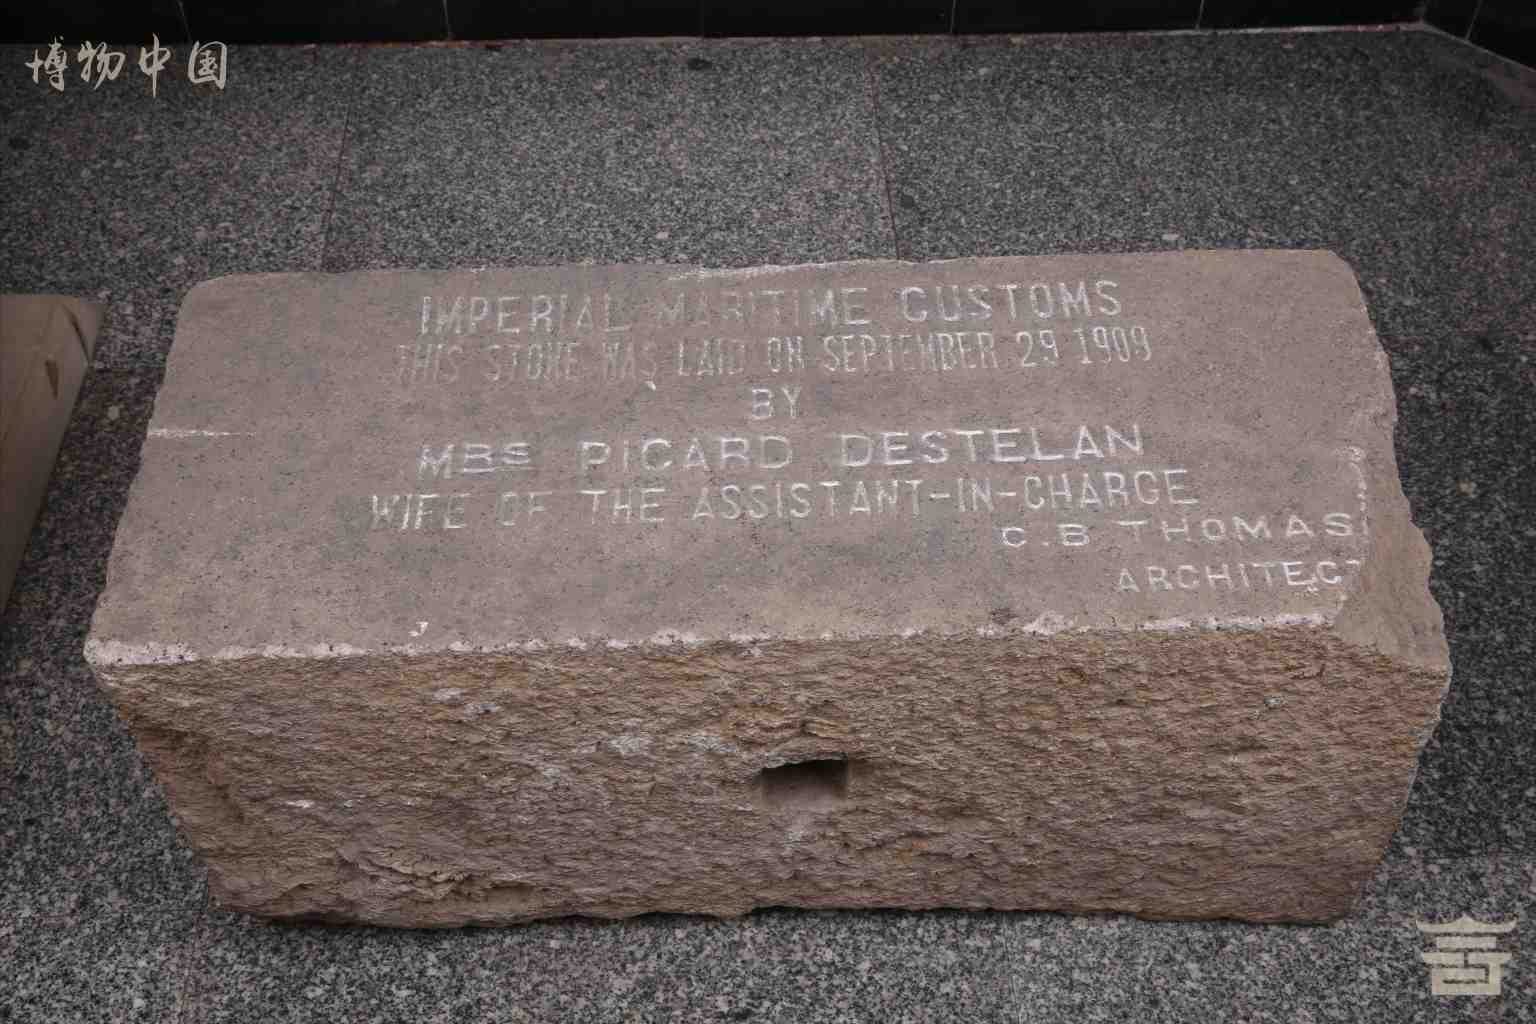 博物中国
IMPERIAL MARITIME CUSTOMS
THIS STONE WAS LAID ON SEPTEMBER 29 1909
BY
MRS PICARD DESTELAN
WIFE OF THE ASSISTANT-IN-CHARGE
C.B THOMAS
ARCHITECT